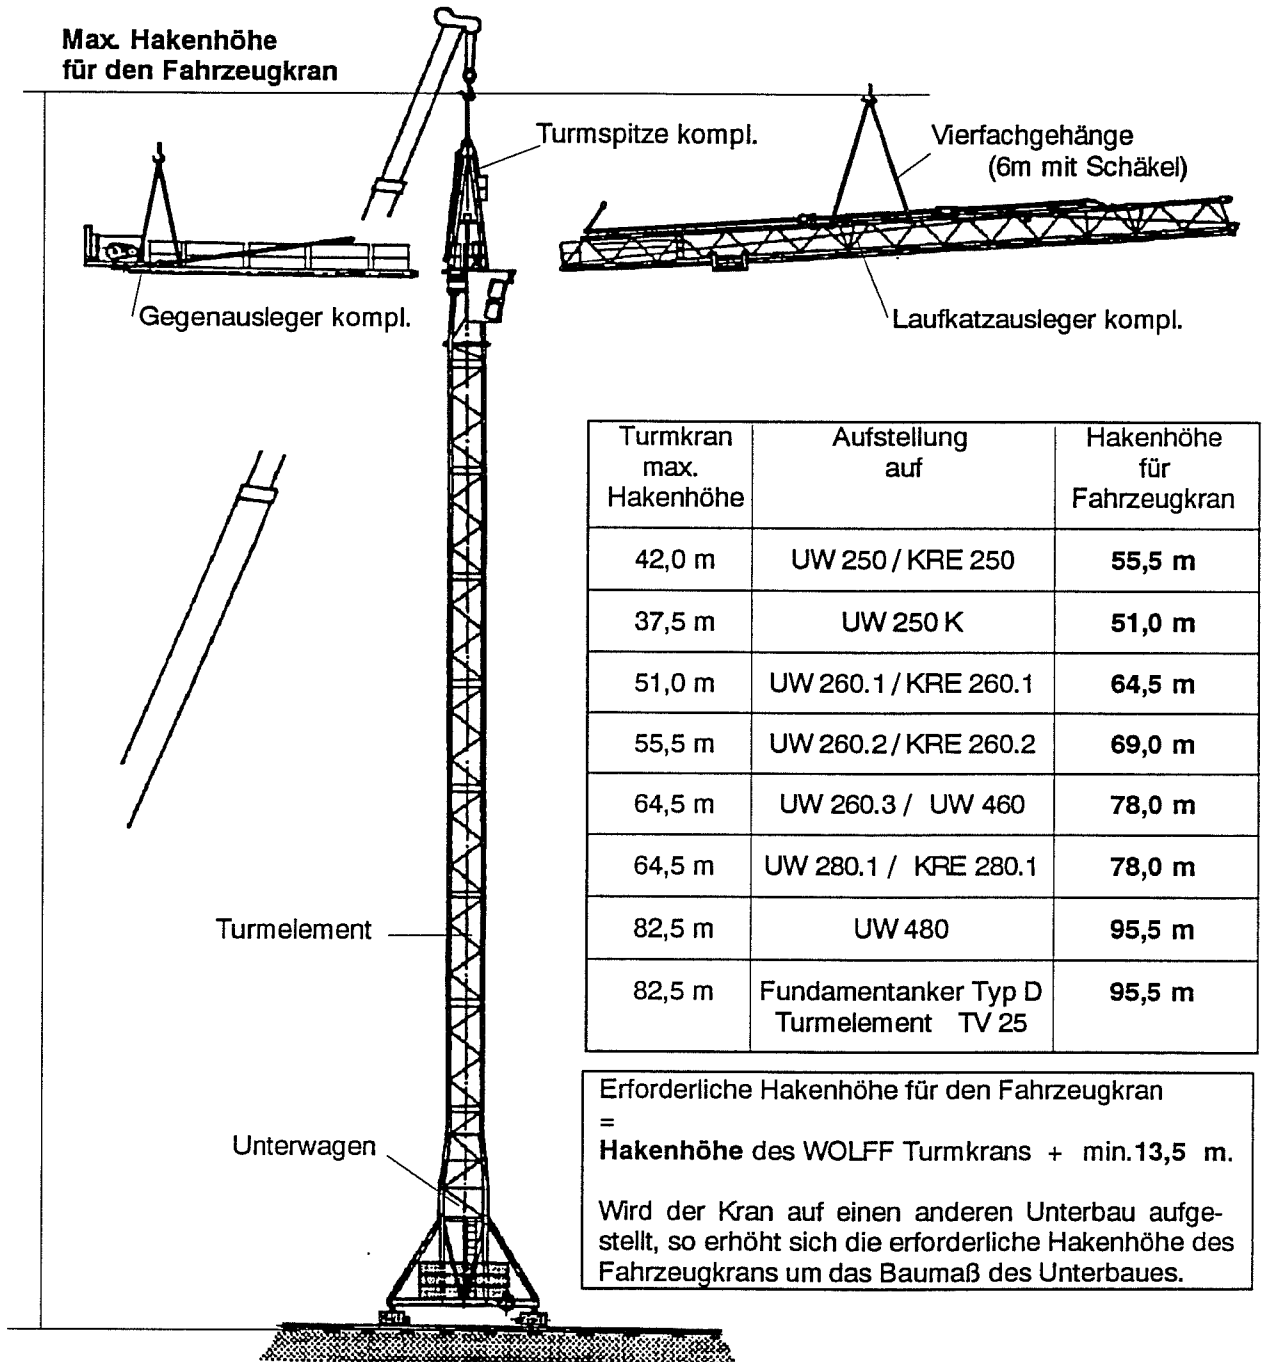 Max. Hakenhöhe
für den Fahrzeugkran
Turmspitze kompl.
Vierfachgehänge
(6m mit Schäkel)
Gegenausleger kompl.
Laufkatzausleger kompl.
Turmkran max. Hakenhöhe | Aufstellung auf | Hakenhöhe für Fahrzeugkran
42,0 m | UW 250 / KRE 250 | 55,5 m
37,5 m | UW 250 K | 51,0 m
51,0 m | UW 260.1 / KRE 260.1 | 64,5 m
55,5 m | UW 260.2 / KRE 260.2 | 69,0 m
64,5 m | UW 260.3 / UW 460 | 78,0 m
64,5 m | UW 280.1 / KRE 280.1 | 78,0 m
82,5 m | UW 480 | 95,5 m
82,5 m | Fundamentanker Typ D | 95,5 m
Turmelement TV 25
Turmelement
Unterwagen
Erforderliche Hakenhöhe für den Fahrzeugkran
=
Hakenhöhe des WOLFF Turmkrans + min.13,5 m.
Wird der Kran auf einen anderen Unterbau aufge-
stellt, so erhöht sich die erforderliche Hakenhöhe des
Fahrzeugkrans um das Baumaß des Unterbaues.